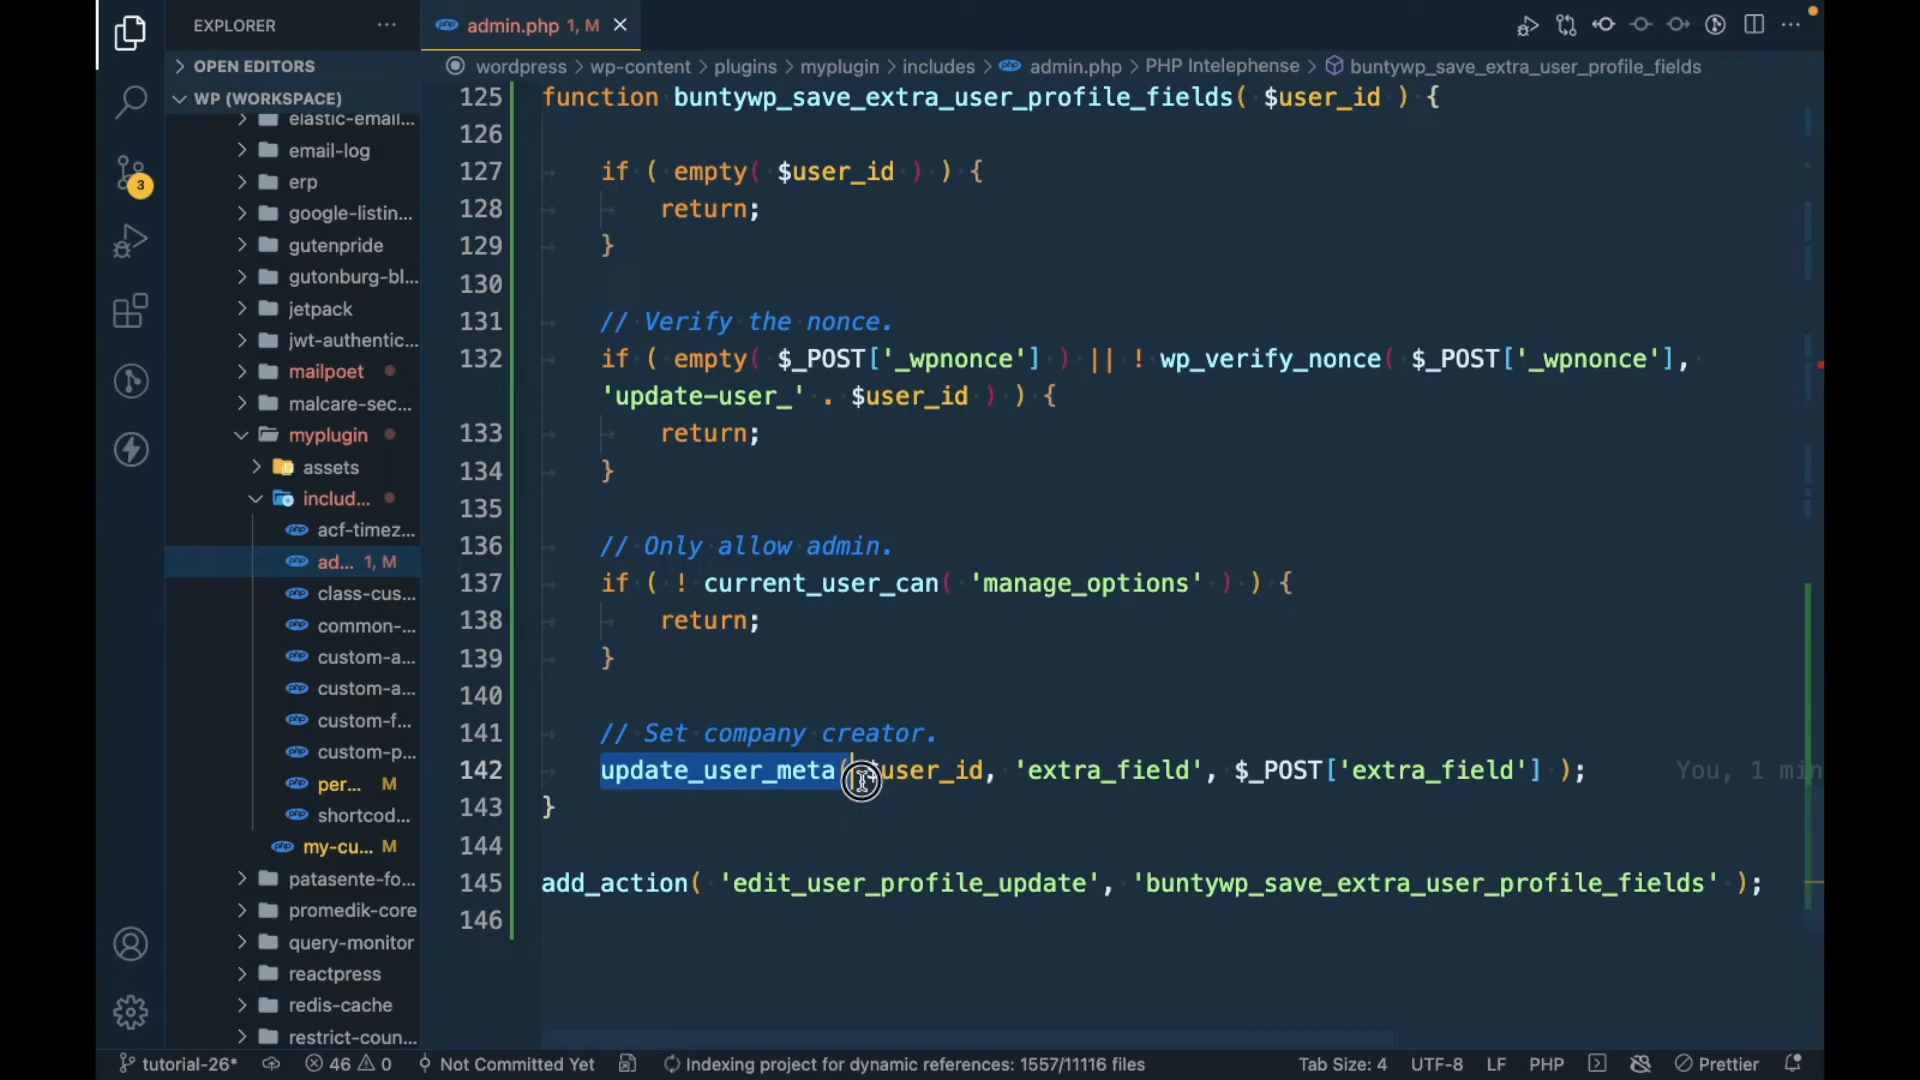 EXPLORER ···
admin.php 1, M
OPEN EDITORS
WP (WORKSPACE)
wordpress > wp-content > plugins > myplugin > includes > admin.php > PHP Intelephense > buntywp_save_extra_user_profile_fields
elastic-email...
email-log
erp
google-listin...
gutenpride
gutonburg-bl...
jetpack
jwt-authentic...
mailpoet
malcare-sec...
myplugin
assets
includ...
acf-timez...
ad... 1, M
class-cus...
common-...
custom-a...
custom-a...
custom-f...
custom-p...
per... M
shortcod...
my-cu... M
patasente-fo...
promedik-core
query-monitor
reactpress
redis-cache
restrict-coun...
3
125 function buntywp_save_extra_user_profile_fields( $user_id ) {
126
127 if ( empty( $user_id ) ) {
128 return;
129 }
130
131 // Verify the nonce.
132 if ( empty( $_POST['_wpnonce'] ) || ! wp_verify_nonce( $_POST['_wpnonce'],
'update-user_' . $user_id ) ) {
133 return;
134 }
135
136 // Only allow admin.
137 if ( ! current_user_can( 'manage_options' ) ) {
138 return;
139 }
140
141 // Set company creator.
142 update_user_meta( $user_id, 'extra_field', $_POST['extra_field'] ); You, 1 min
143 }
144
145 add_action( 'edit_user_profile_update', 'buntywp_save_extra_user_profile_fields' );
146
tutorial-26* 46 0 Not Committed Yet Indexing project for dynamic references: 1557/11116 files Tab Size: 4 UTF-8 LF PHP Prettier